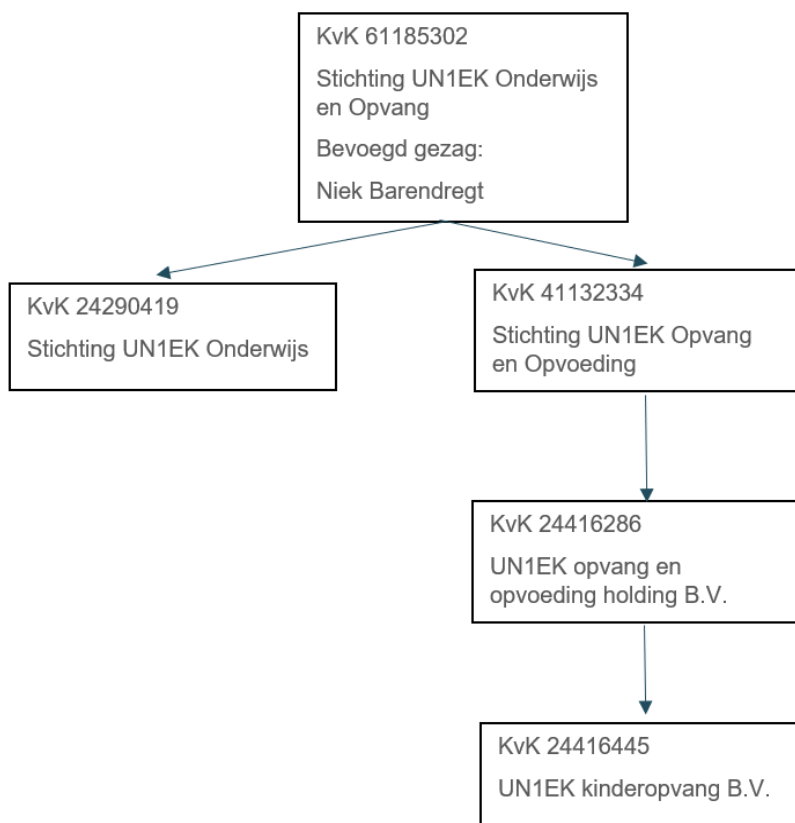 KvK 61185302
Stichting UN1EK Onderwijs
en Opvang
Bevoegd gezag:
Niek Barendregt
KvK 24290419
Stichting UN1EK Onderwijs
KvK 41132334
Stichting UN1EK Opvang
en Opvoeding
KvK 24416286
UN1EK opvang en
opvoeding holding B.V.
KvK 24416445
UN1EK kinderopvang B.V.